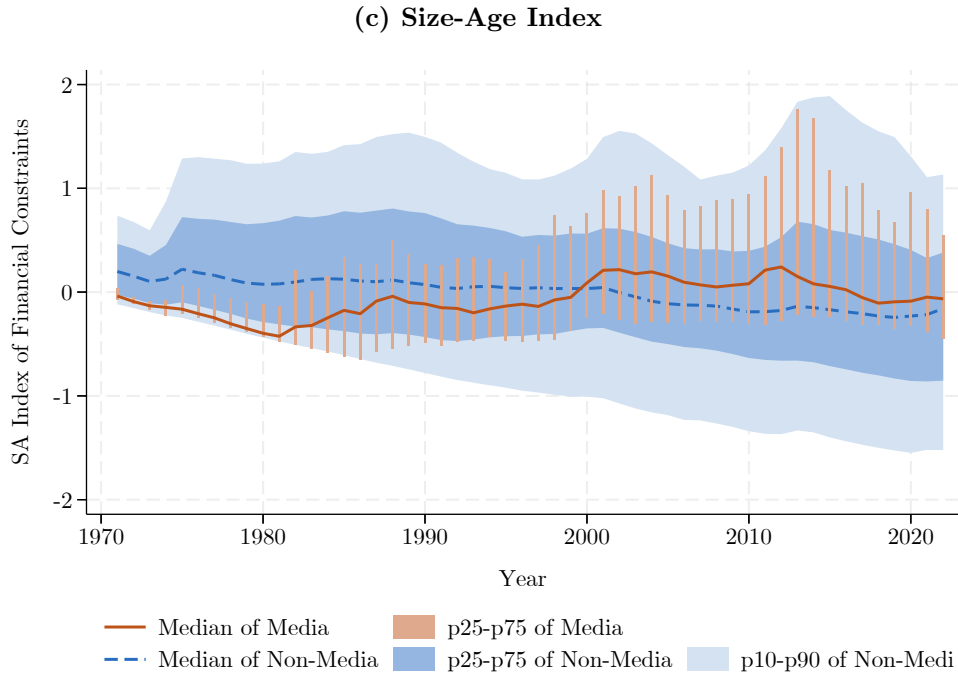 (c) Size-Age Index
SA Index of Financial Constraints
2
1
0
-1
-2
1970 1980 1990 2000 2010 2020
Year
Median of Media p25-p75 of Media
Median of Non-Media p25-p75 of Non-Media p10-p90 of Non-Medi